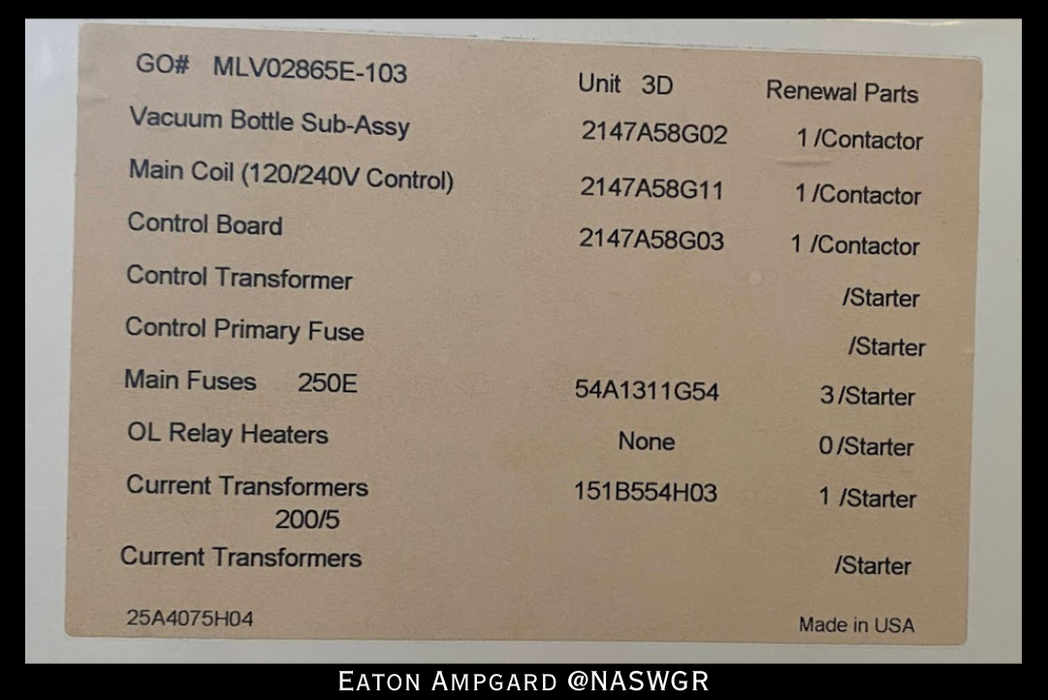 GO# MLV02865E-103 Unit 3D Renewal Parts
Vacuum Bottle Sub-Assy 2147A58G02 1 /Contactor
Main Coil (120/240V Control) 2147A58G11 1 /Contactor
Control Board 2147A58G03 1 /Contactor
Control Transformer /Starter
Control Primary Fuse /Starter
Main Fuses 250E 54A1311G54 3 /Starter
OL Relay Heaters None 0 /Starter
Current Transformers 151B554H03 1 /Starter
200/5
Current Transformers /Starter
25A4075H04 Made in USA
EATON AMPGARD @NASWGR